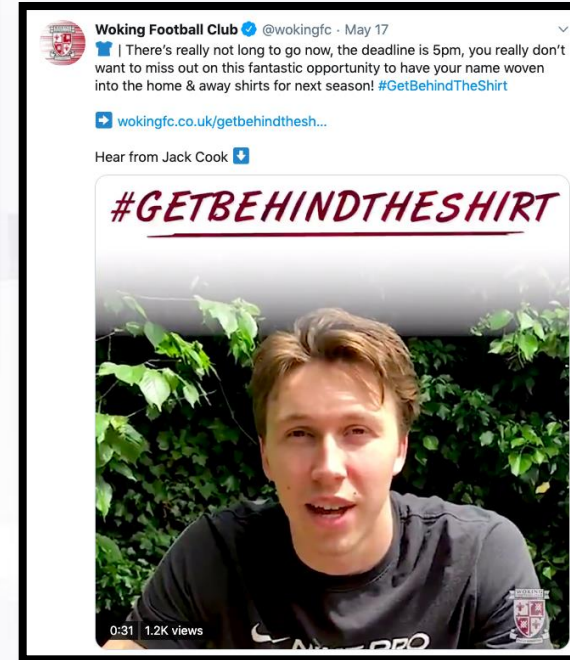 Woking Football Club @wokingfc · May 17
| There's really not long to go now, the deadline is 5pm, you really don't
want to miss out on this fantastic opportunity to have your name woven
into the home & away shirts for next season! #GetBehindTheShirt
wokingfc.co.uk/getbehindthesh...
Hear from Jack Cook
#GETBEHINDTHESHIRT
WOKING
0:31 1.2K views
PRO